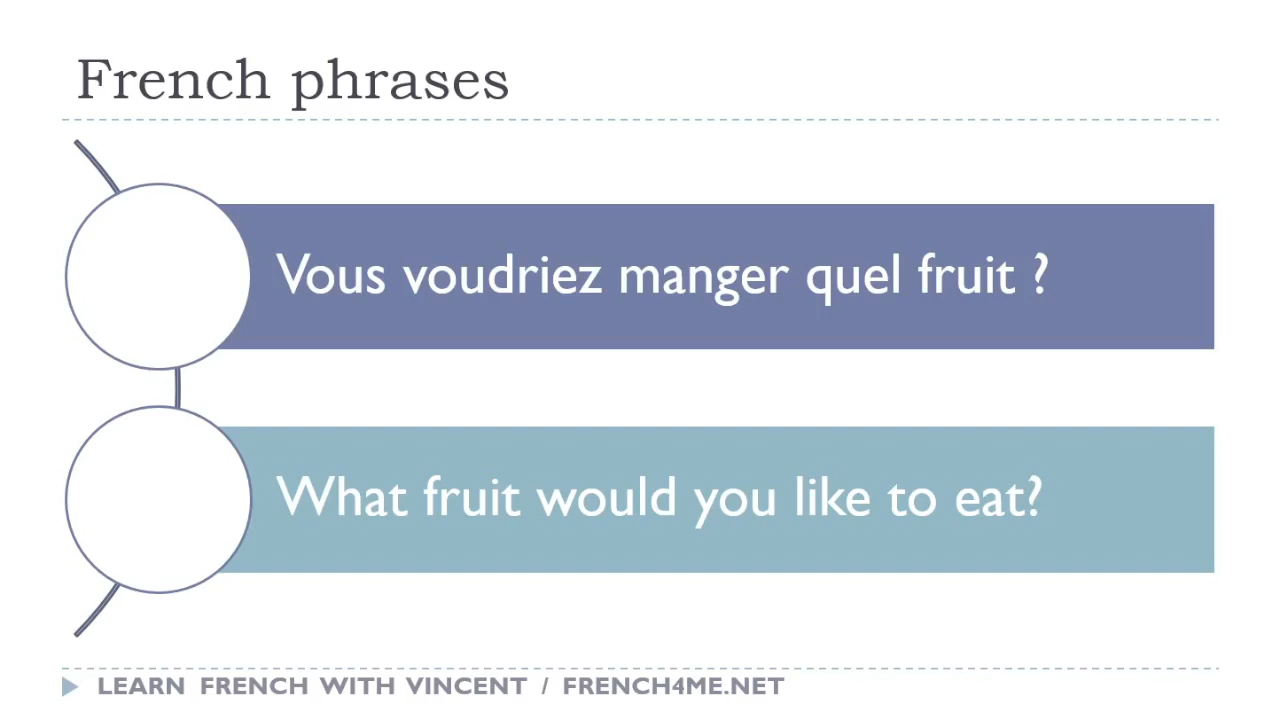 French phrases
Vous voudriez manger quel fruit ?
What fruit would you like to eat?
LEARN FRENCH WITH VINCENT / FRENCH4ME.NET